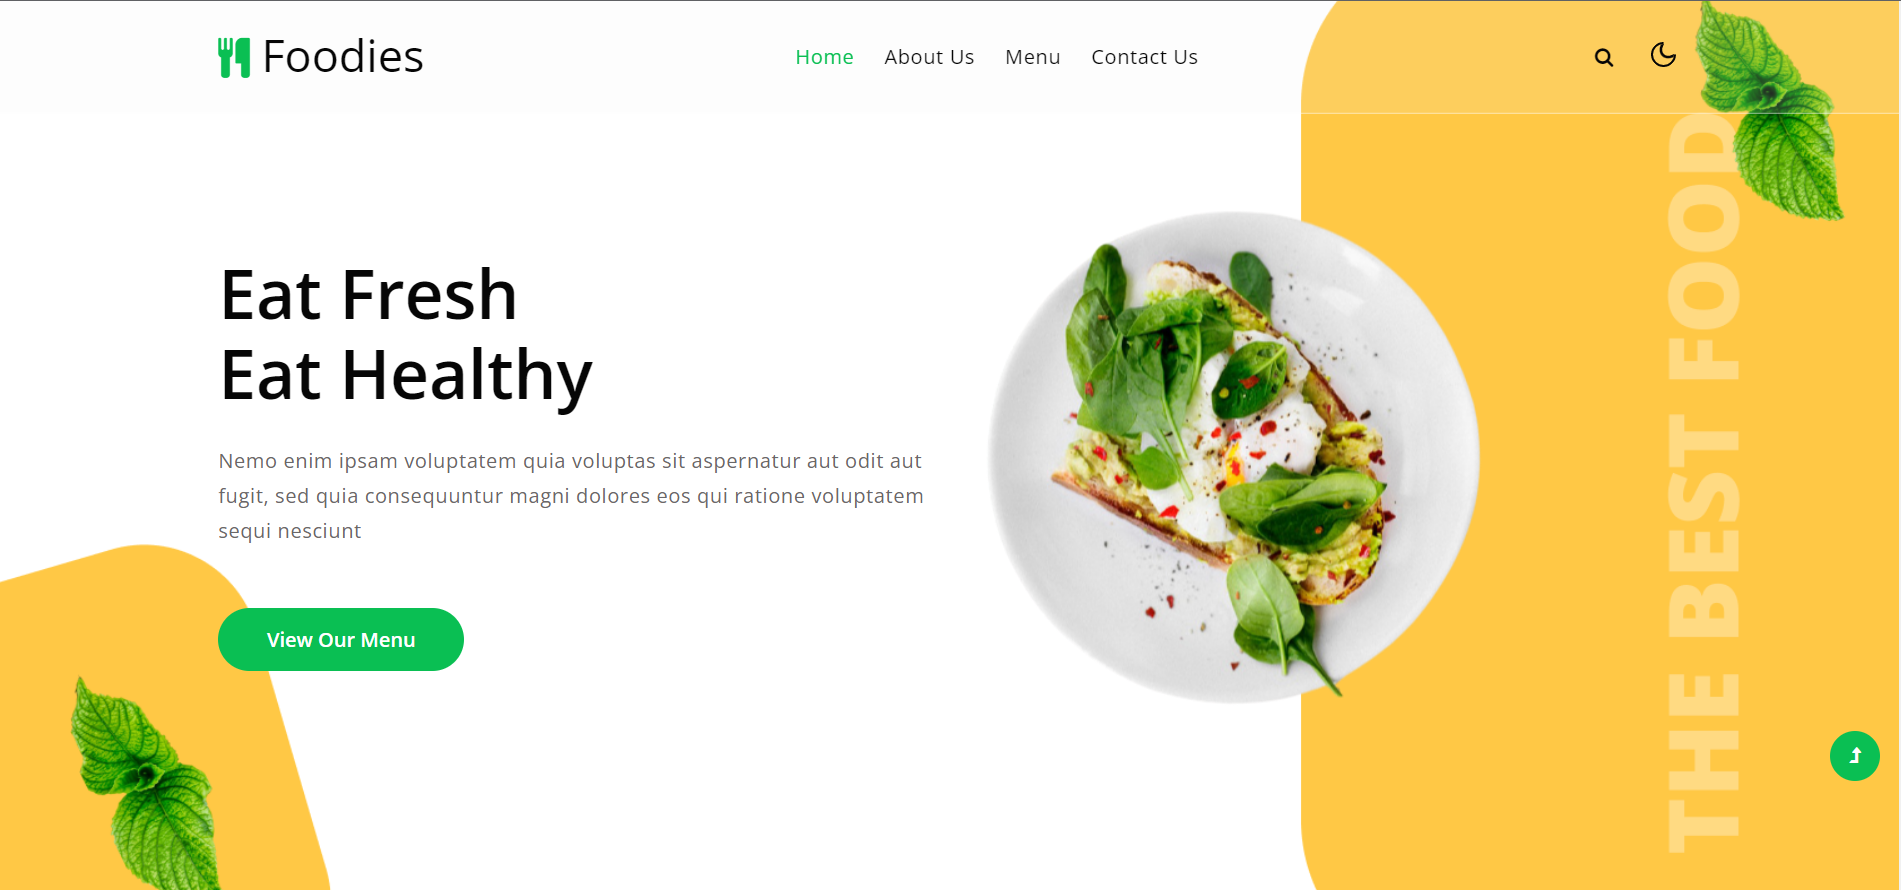 Foodies
Home About Us Menu Contact Us
Eat Fresh
Eat Healthy
Nemo enim ipsam voluptatem quia voluptas sit aspernatur aut odit aut
fugit, sed quia consequuntur magni dolores eos qui ratione voluptatem
sequi nesciunt
View Our Menu
THE BEST FOOD